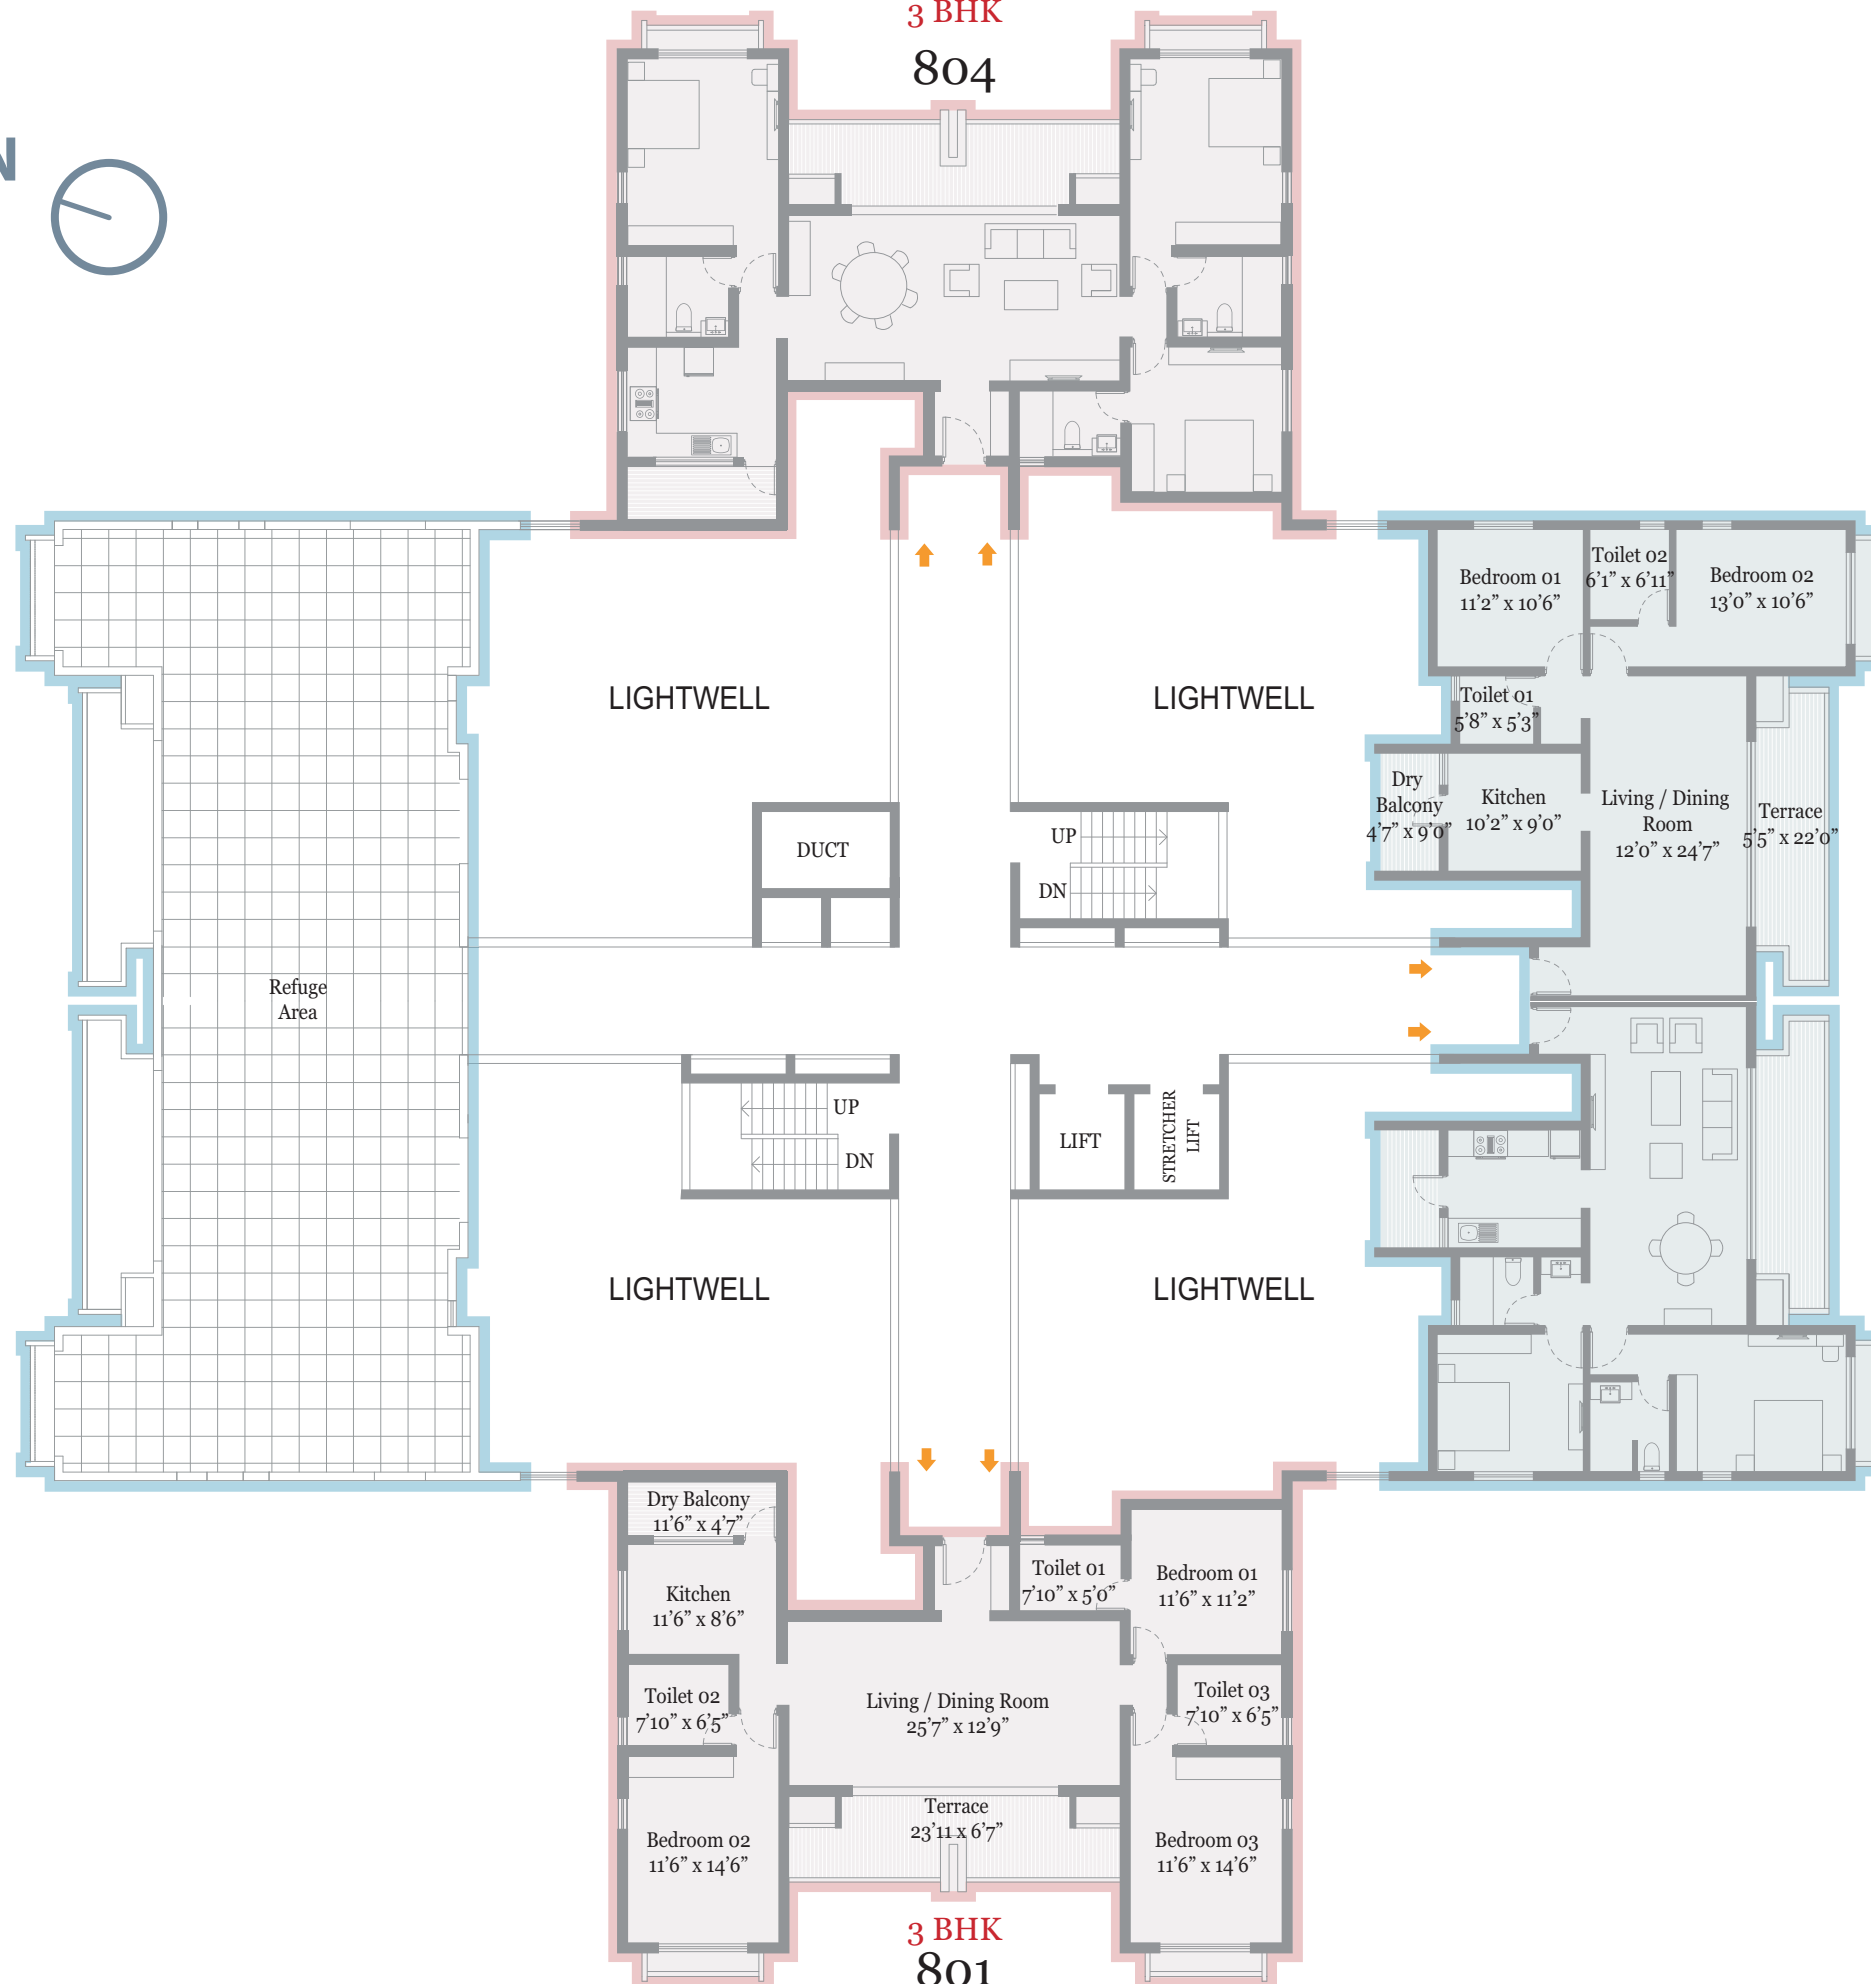 3 BHK
804
N
Bedroom 01
11’2” x 10’6”
Toilet 02
6’1” x 6’11”
Bedroom 02
13’0” x 10’6”
LIGHTWELL
LIGHTWELL
Toilet 01
5’8” x 5’3”
Dry
Balcony
4’7” x 9’0”
Kitchen
10’2” x 9’0”
Living / Dining
Room
12’0” x 24’7”
Terrace
5’5” x 22’0”
DUCT
UP
DN
Refuge
Area
UP
DN
LIFT
STRETCHER
LIFT
LIGHTWELL
LIGHTWELL
Dry Balcony
11’6” x 4’7”
Kitchen
11’6” x 8’6”
Toilet 01
7’10” x 5’0”
Bedroom 01
11’6” x 11’2”
Toilet 02
7’10” x 6’5”
Living / Dining Room
25’7” x 12’9”
Toilet 03
7’10” x 6’5”
Terrace
23’11 x 6’7”
Bedroom 02
11’6” x 14’6”
Bedroom 03
11’6” x 14’6”
3 BHK
801